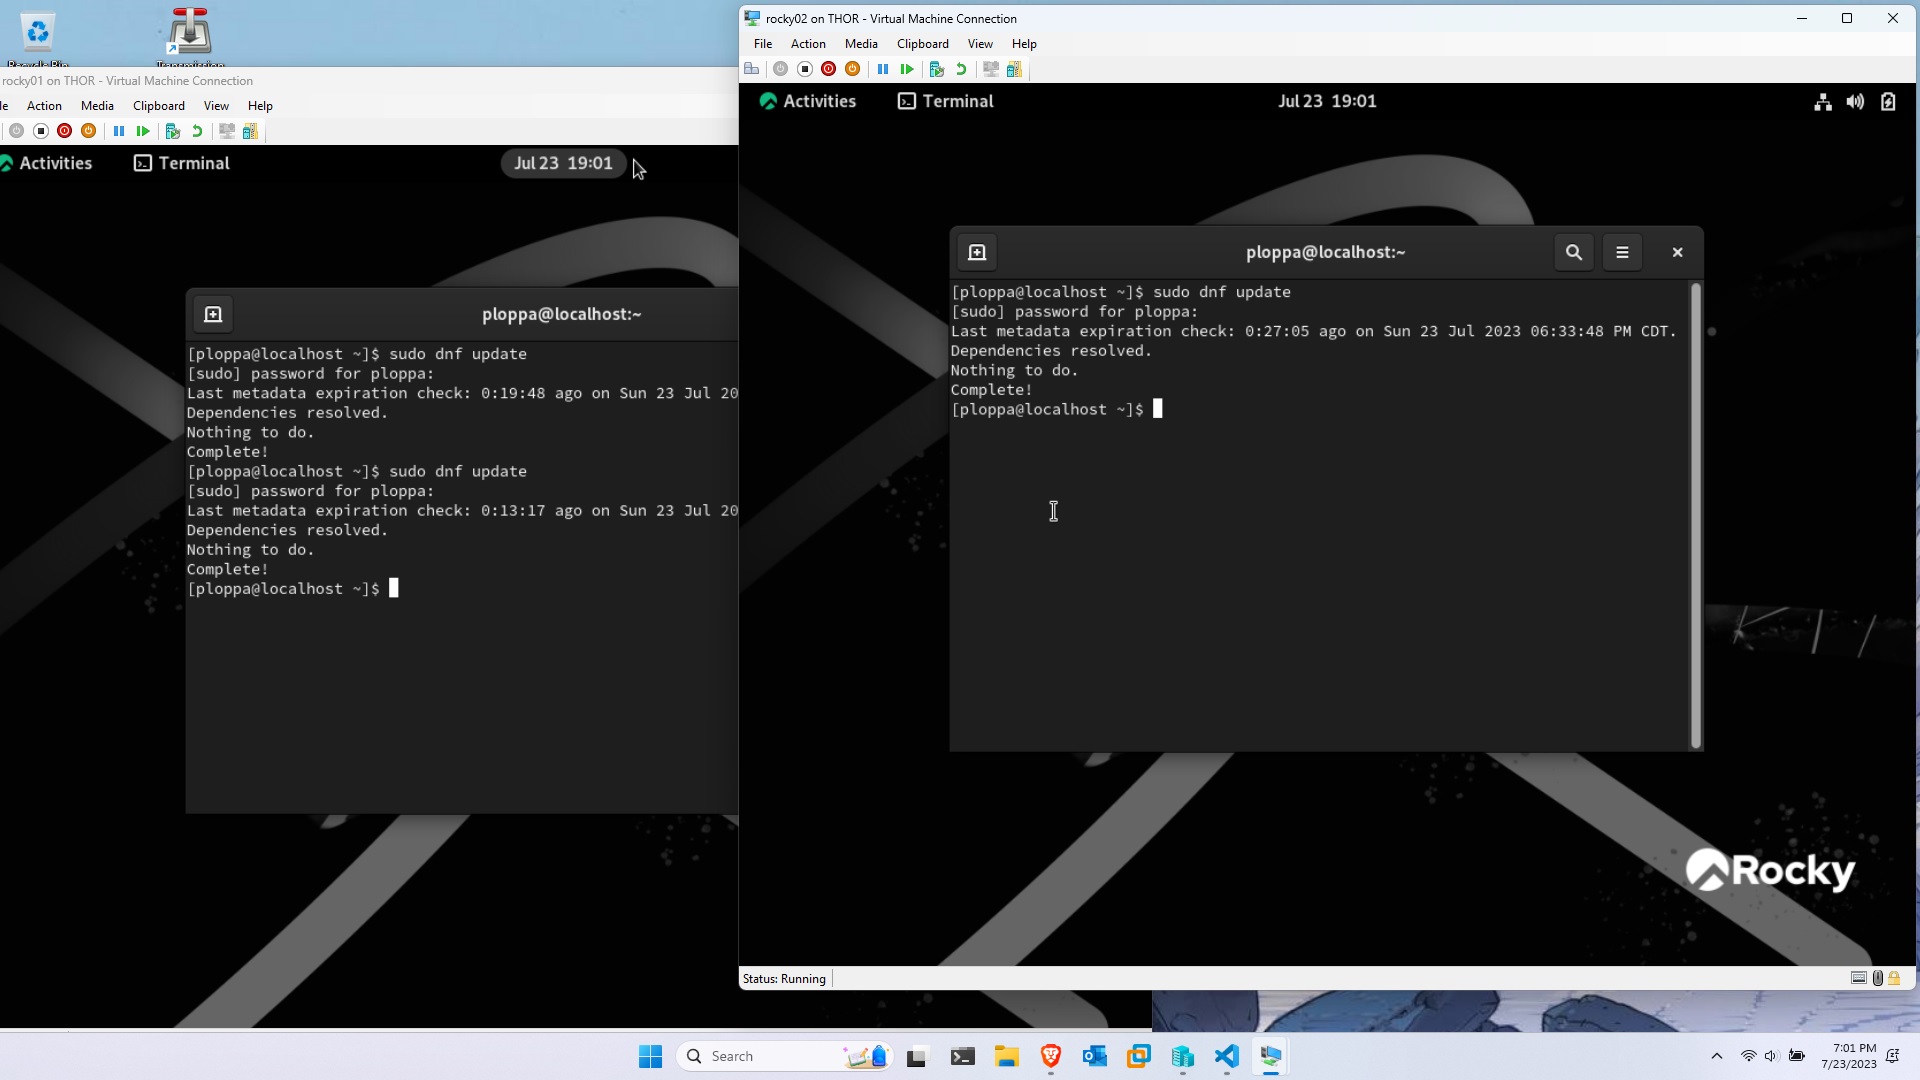 Recycle Bin
Transmission
rocky01 on THOR - Virtual Machine Connection
le Action Media Clipboard View Help
Activities Terminal Jul 23 19:01
ploppa@localhost:~
[ploppa@localhost ~]$ sudo dnf update
[sudo] password for ploppa:
Last metadata expiration check: 0:19:48 ago on Sun 23 Jul 20
Dependencies resolved.
Nothing to do.
Complete!
[ploppa@localhost ~]$ sudo dnf update
[sudo] password for ploppa:
Last metadata expiration check: 0:13:17 ago on Sun 23 Jul 20
Dependencies resolved.
Nothing to do.
Complete!
[ploppa@localhost ~]$
rocky02 on THOR - Virtual Machine Connection
File Action Media Clipboard View Help
Activities Terminal Jul 23 19:01
ploppa@localhost:~
[ploppa@localhost ~]$ sudo dnf update
[sudo] password for ploppa:
Last metadata expiration check: 0:27:05 ago on Sun 23 Jul 2023 06:33:48 PM CDT.
Dependencies resolved.
Nothing to do.
Complete!
[ploppa@localhost ~]$
Rocky
Status: Running
Search
7:01 PM
7/23/2023